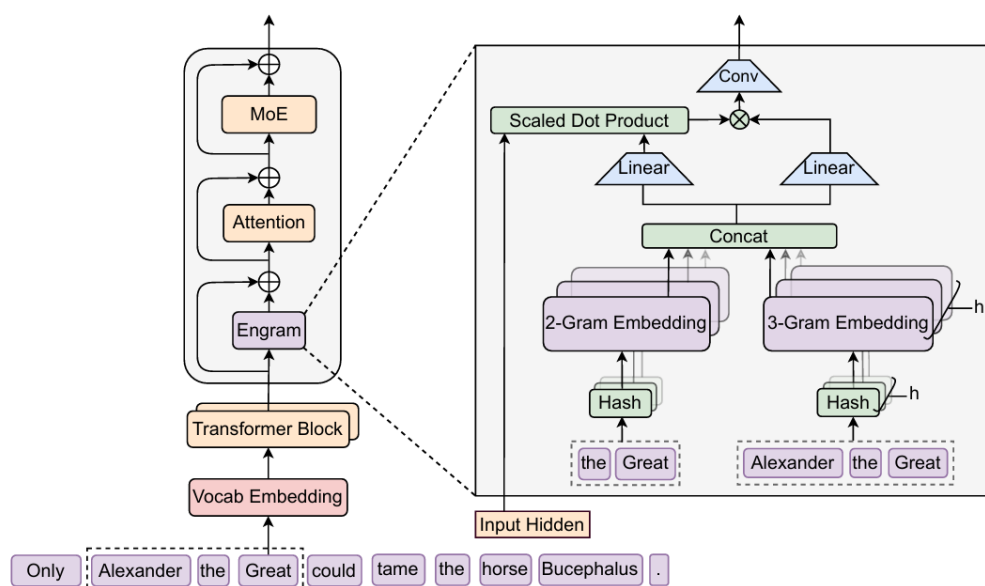 Conv
MoE
Scaled Dot Product
Linear Linear
Attention
Concat
Engram
2-Gram Embedding 3-Gram Embedding
h
Hash Hash
h
Transformer Block
the Great Alexander the Great
Vocab Embedding
Input Hidden
Only Alexander the Great could tame the horse Bucephalus .